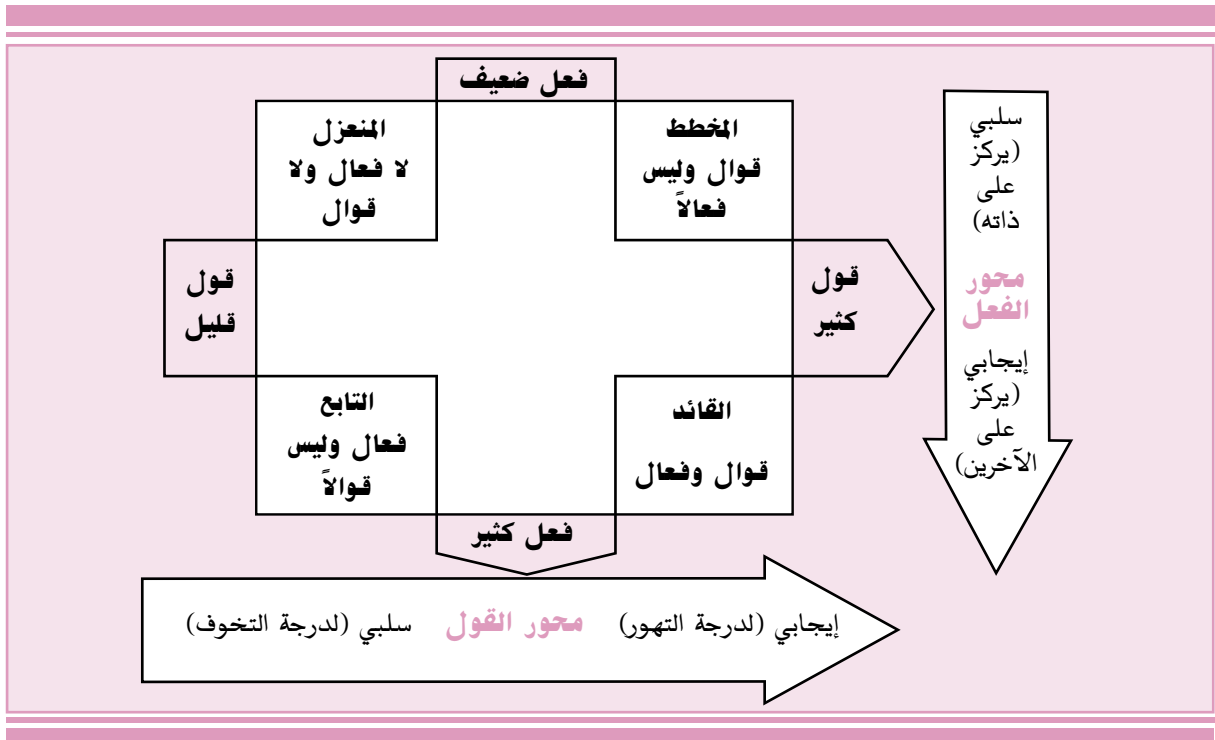 فعل ضعيف
المخطط
قوال وليس
فعالاً
المنعزل
لا فعال ولا
قوال
قول
كثير
قول
قليل
القائد
قوال وفعال
التابع
فعال وليس
قوالاً
فعل كثير
سلبي
(يركز
على
ذاته)
محور
الفعل
إيجابي
(يركز
على
الآخرين)
إيجابي (لدرجة التهور) محور القول سلبي (لدرجة التخوف)